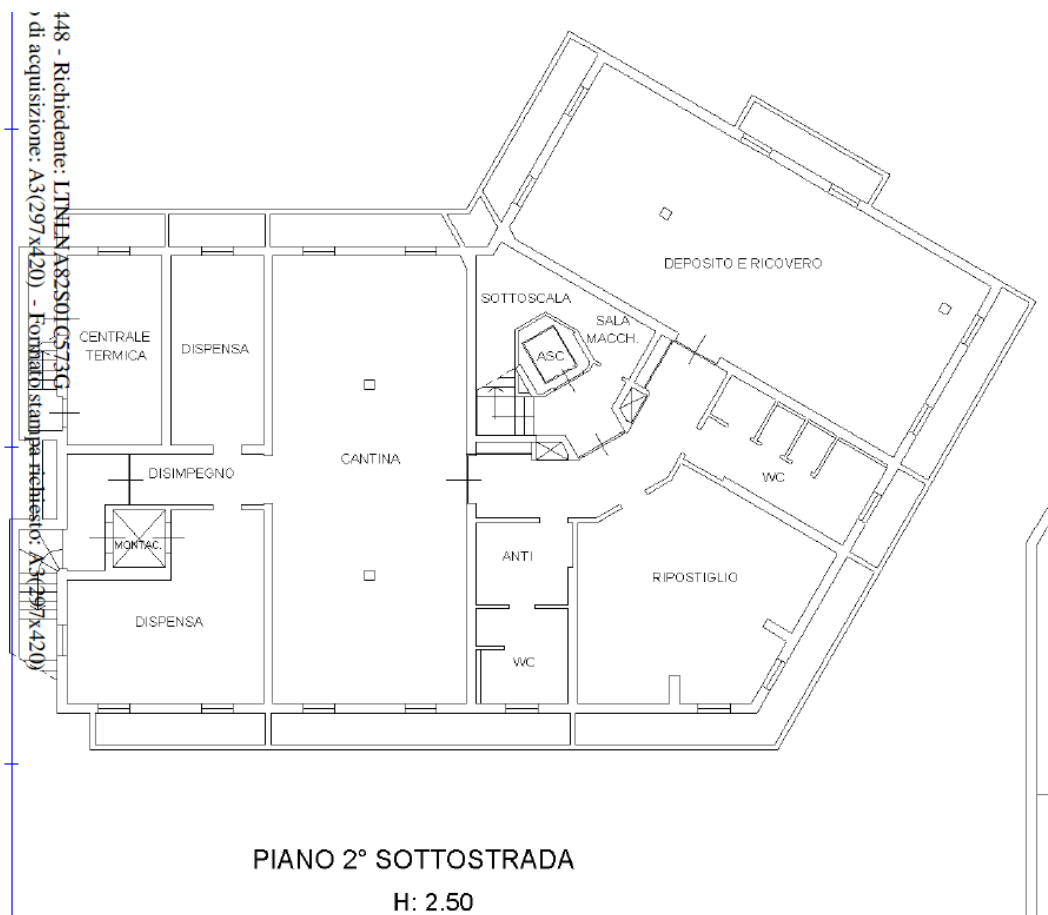 448 - Richiedente: LTNLNA82S01C573G
di acquisizione: A3(297x420) - Formato stampa richiesto: A3(297x420)
DEPOSITO E RICOVERO
SOTTOSCALA
SALA
MACCH.
ASC.
CENTRALE
TERMICA
DISPENSA
CANTINA
DISIMPEGNO
WC
MONTAC.
ANTI
RIPOSTIGLIO
DISPENSA
WC
PIANO 2° SOTTOSTRADA
H: 2.50